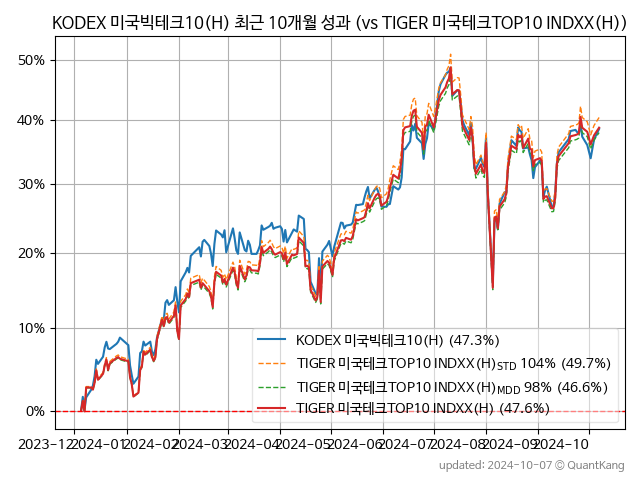 KODEX 미국빅테크10(H) 최근 10개월 성과 (vs TIGER 미국테크TOP10 INDXX(H))
50%
40%
30%
20%
10%
0%
KODEX 미국빅테크10(H) (47.3%)
TIGER 미국테크TOP10 INDXX(H)STD 104% (49.7%)
TIGER 미국테크TOP10 INDXX(H)MDD 98% (46.6%)
TIGER 미국테크TOP10 INDXX(H) (47.6%)
2023-12 2024-01 2024-02 2024-03 2024-04 2024-05 2024-06 2024-07 2024-08 2024-09 2024-10
updated: 2024-10-07 © QuantKang